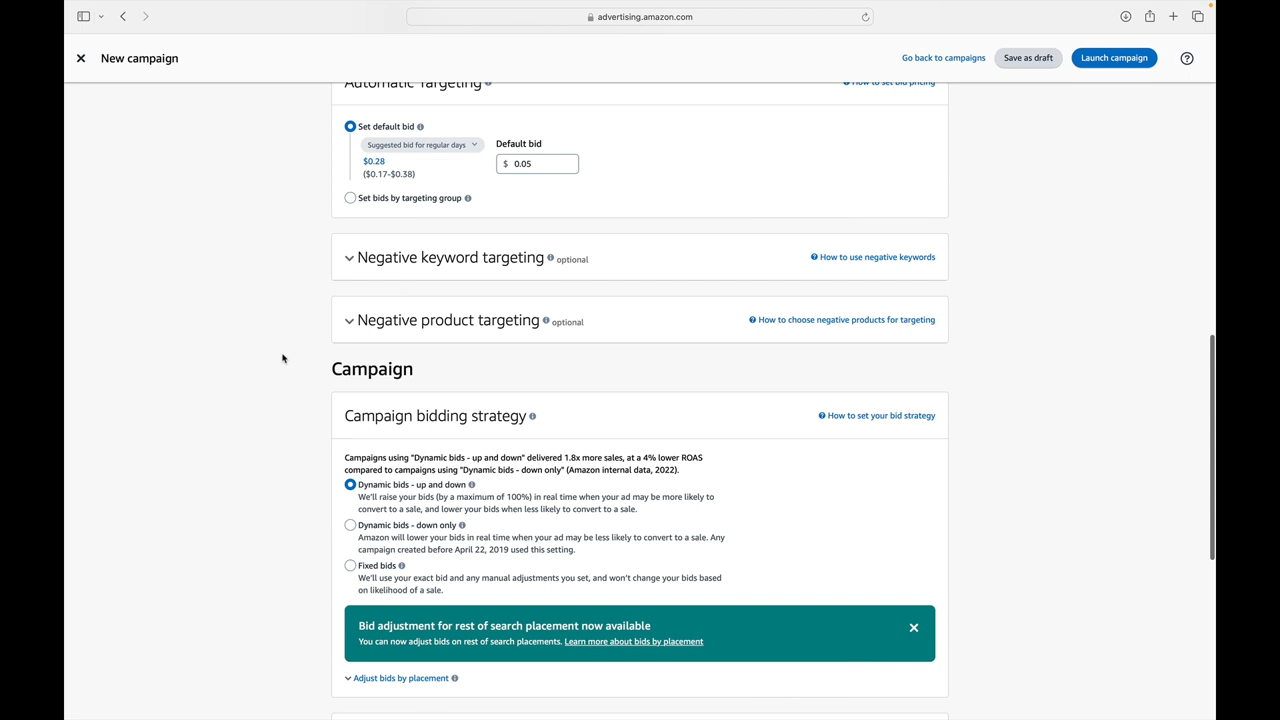 advertising.amazon.com
New campaign
Go back to campaigns
Save as draft
Launch campaign
Automatic Targeting
How to set bid pricing
Set default bid
Suggested bid for regular days
Default bid
$0.28
$ 0.05
($0.17-$0.38)
Set bids by targeting group
Negative keyword targeting optional
How to use negative keywords
Negative product targeting optional
How to choose negative products for targeting
Campaign
Campaign bidding strategy
How to set your bid strategy
Campaigns using "Dynamic bids - up and down" delivered 1.8x more sales, at a 4% lower ROAS
compared to campaigns using "Dynamic bids - down only" (Amazon internal data, 2022).
Dynamic bids - up and down
We'll raise your bids (by a maximum of 100%) in real time when your ad may be more likely to
convert to a sale, and lower your bids when less likely to convert to a sale.
Dynamic bids - down only
Amazon will lower your bids in real time when your ad may be less likely to convert to a sale. Any
campaign created before April 22, 2019 used this setting.
Fixed bids
We'll use your exact bid and any manual adjustments you set, and won't change your bids based
on likelihood of a sale.
Bid adjustment for rest of search placement now available
You can now adjust bids on rest of search placements. Learn more about bids by placement
Adjust bids by placement